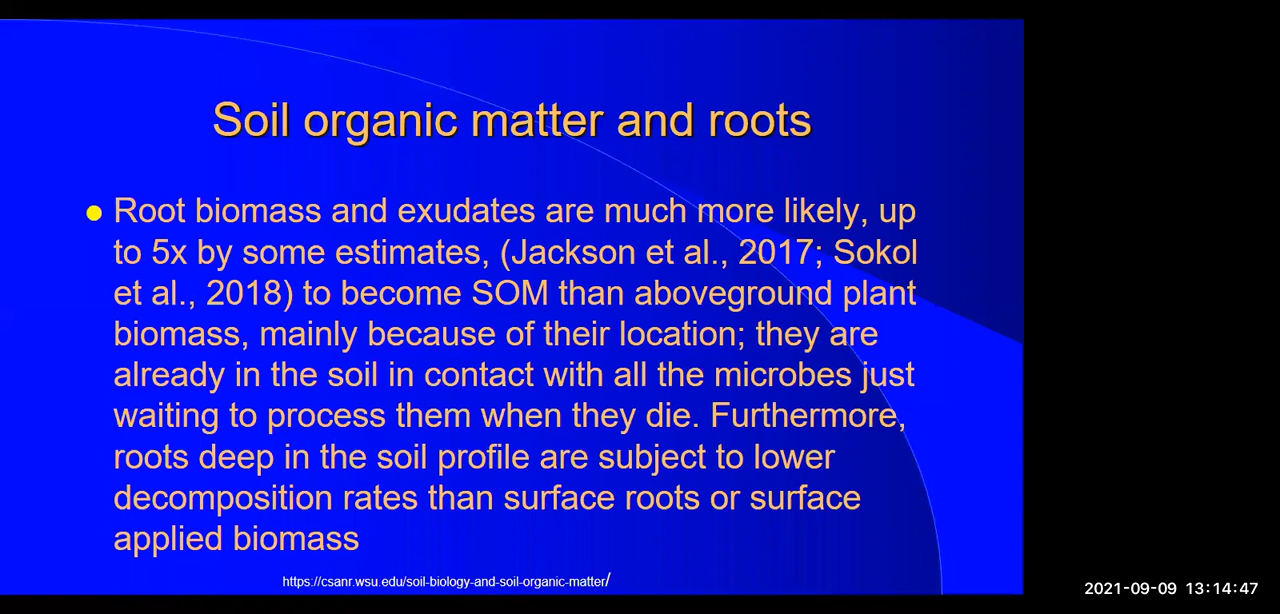 Soil organic matter and roots
Root biomass and exudates are much more likely, up
to 5x by some estimates, (Jackson et al., 2017; Sokol
et al., 2018) to become SOM than aboveground plant
biomass, mainly because of their location; they are
already in the soil in contact with all the microbes just
waiting to process them when they die. Furthermore,
roots deep in the soil profile are subject to lower
decomposition rates than surface roots or surface
applied biomass
https://csanr.wsu.edu/soil-biology-and-soil-organic-matter/
2021-09-09 13:14:47